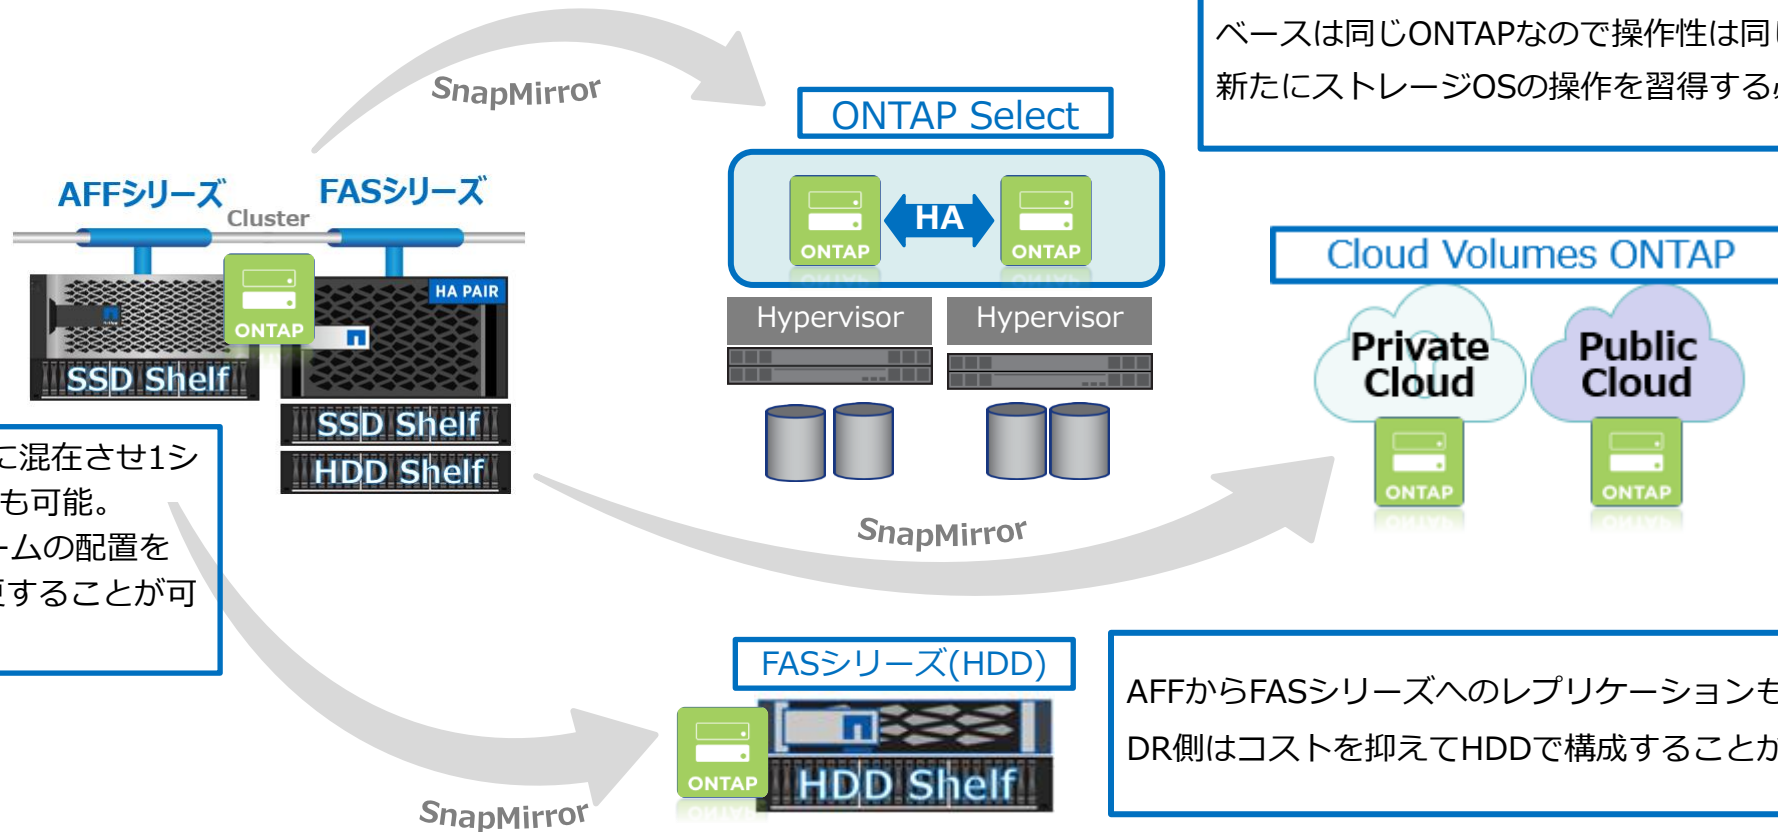 ベースは同じONTAPなので操作性は同じ
新たにストレージOSの操作を習得する
SnapMirror
ONTAP Select
AFFシリーズ
FASシリーズ
Cluster
HA
ONTAP
ONTAP
Cloud Volumes ONTAP
HA PAIR
ONTAP
Hypervisor
Hypervisor
Private
Cloud
Public
Cloud
SSD Shelf
SSD Shelf
HDD Shelf
に混在させ1シ
も可能。
ームの配置を
更することが可
ONTAP
ONTAP
SnapMirror
FASシリーズ(HDD)
ONTAP
HDD Shelf
AFFからFASシリーズへのレプリケーションも
DR側はコストを抑えてHDDで構成することが
SnapMirror